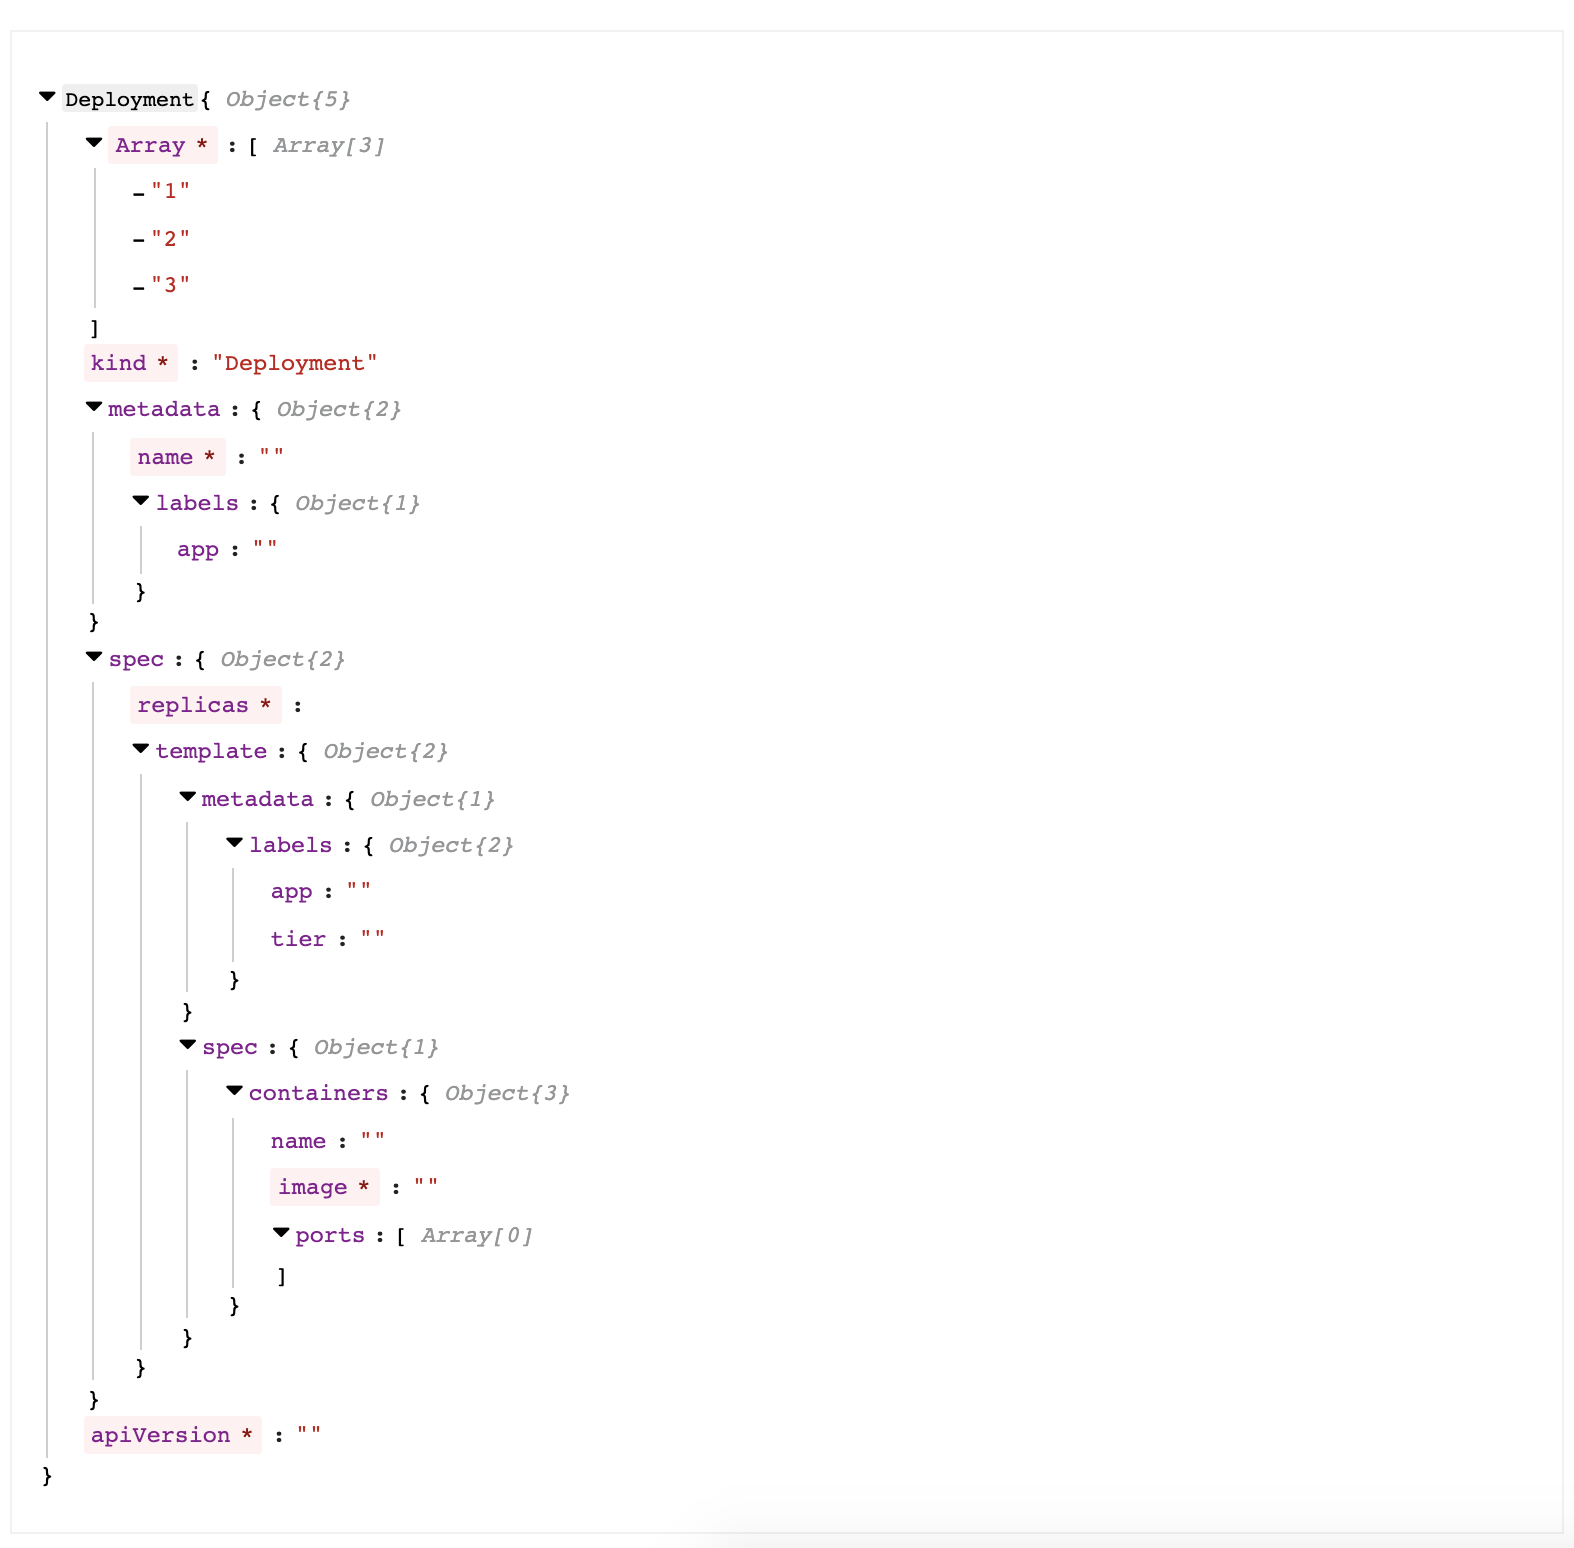 Deployment{ Object{5}
Array * : [ Array[3]
–"1"
–"2"
–"3"
]
kind * : "Deployment"
metadata : { Object{2}
name * : ""
labels : { Object{1}
app : ""
}
}
spec : { Object{2}
replicas * :
template : { Object{2}
metadata : { Object{1}
labels : { Object{2}
app : ""
tier : ""
}
}
spec : { Object{1}
containers : { Object{3}
name : ""
image * : ""
ports : [ Array[0]
]
}
}
}
}
apiVersion * : ""
}